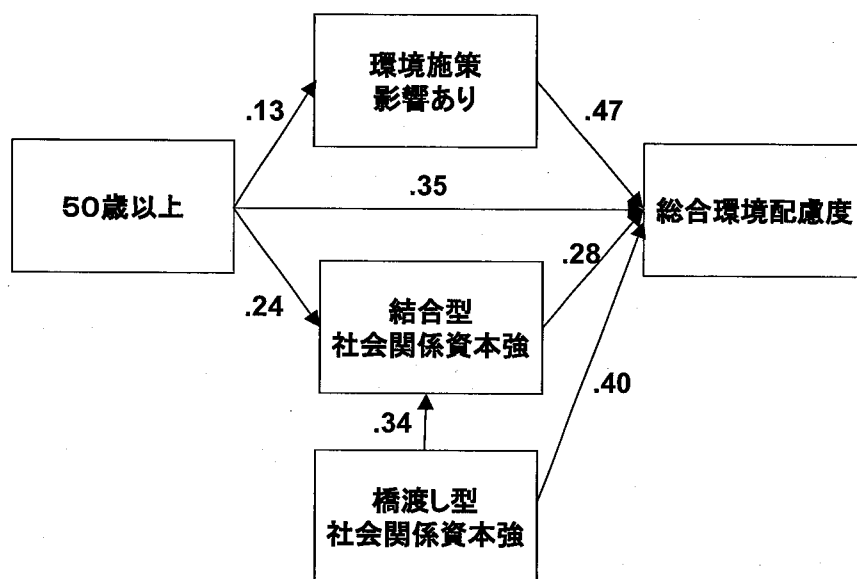 環境施策
影響あり
.13
.47
50歳以上
.35
総合環境配慮度
.24
結合型
社会関係資本強
.28
.34
.40
橋渡し型
社会関係資本強